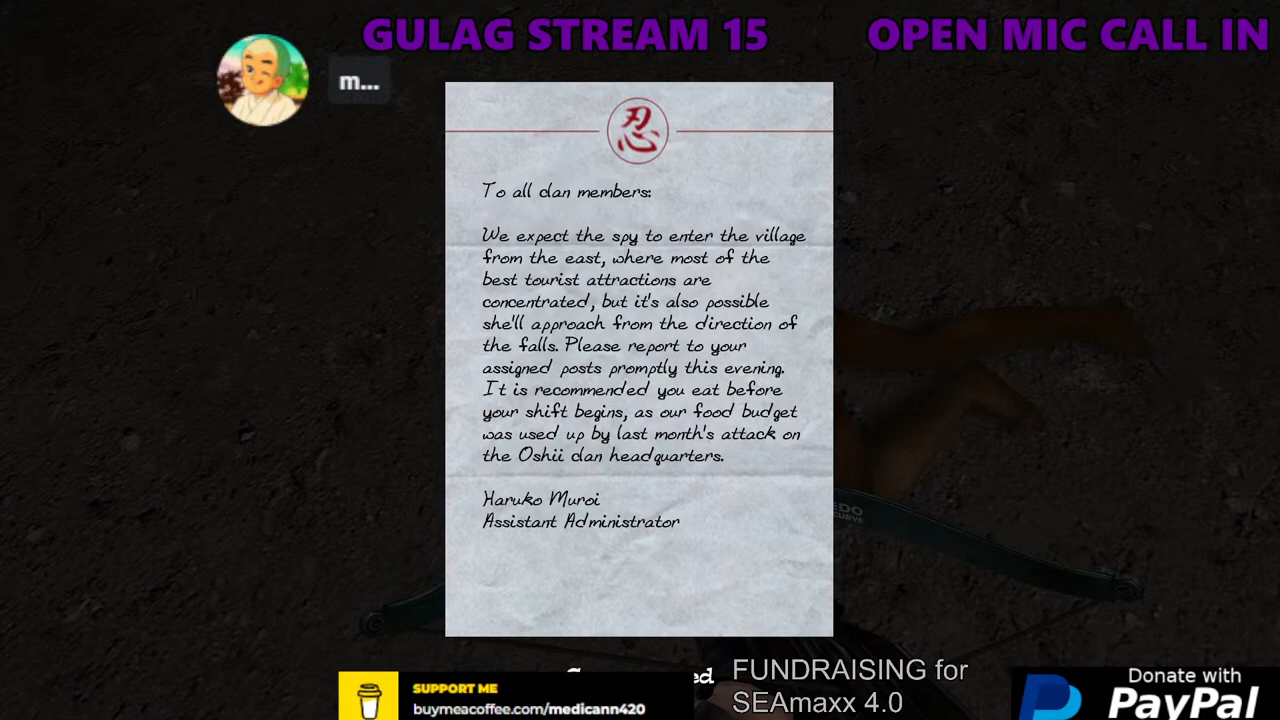 GULAG STREAM 15 OPEN MIC CALL IN
m...
忍
To all clan members:
We expect the spy to enter the village
from the east, where most of the
best tourist attractions are
concentrated, but it's also possible
she'll approach from the direction of
the falls. Please report to your
assigned posts promptly this evening.
It is recommended you eat before
your shift begins, as our food budget
was used up by last month's attack on
the Oshii clan headquarters.
Haruko Muroi
Assistant Administrator
CURVE
FUNDRAISING for
SEAmaxx 4.0
SUPPORT ME
buymeacoffee.com/medicann420
Donate with
PayPal